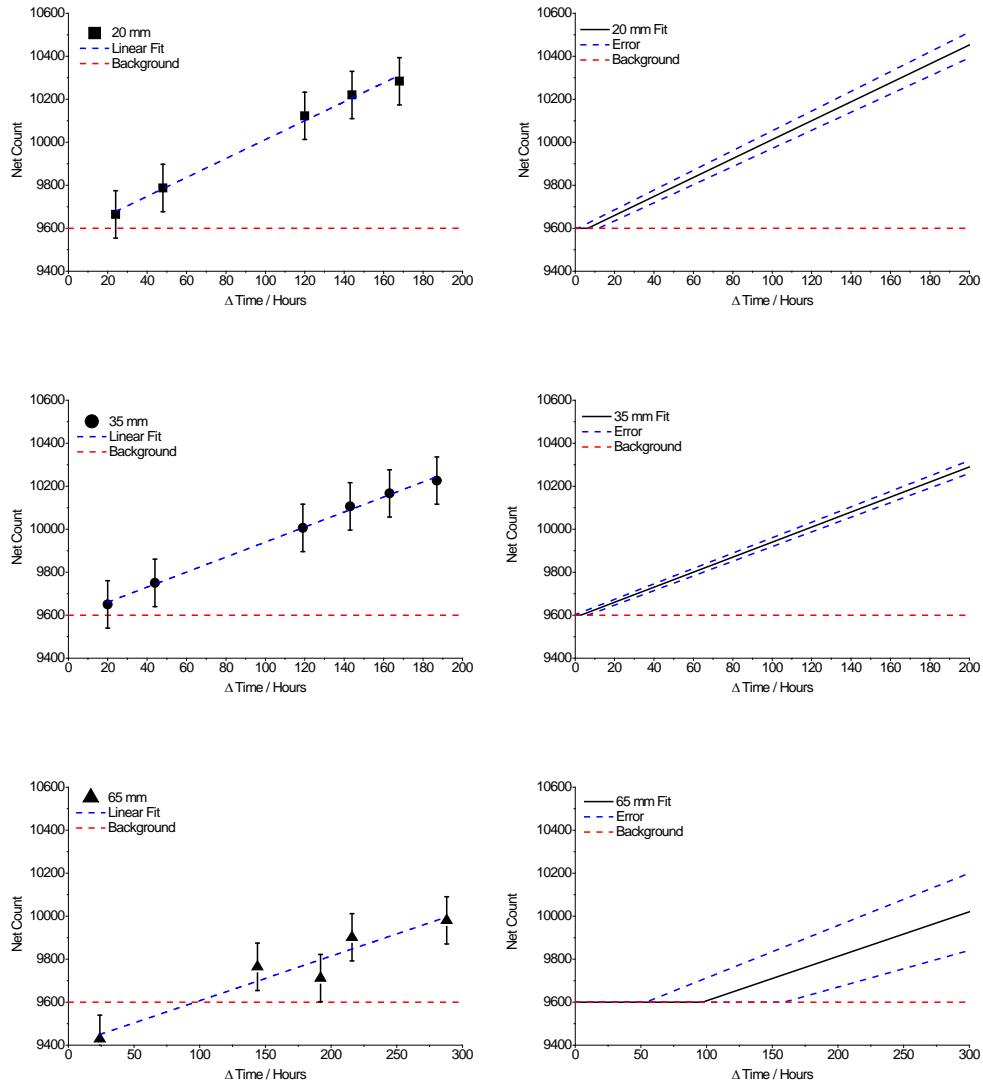 20 mm
Linear Fit
Background
Net Count
10600
10400
10200
10000
9800
9600
9400
0 20 40 60 80 100 120 140 160 180 200
Δ Time / Hours
20 mm Fit
Error
Background
Net Count
10600
10400
10200
10000
9800
9600
9400
0 20 40 60 80 100 120 140 160 180 200
Δ Time / Hours
35 mm
Linear Fit
Background
Net Count
10600
10400
10200
10000
9800
9600
9400
0 20 40 60 80 100 120 140 160 180 200
Δ Time / Hours
35 mm Fit
Error
Background
Net Count
10600
10400
10200
10000
9800
9600
9400
0 20 40 60 80 100 120 140 160 180 200
Δ Time / Hours
65 mm
Linear Fit
Background
Net Count
10600
10400
10200
10000
9800
9600
9400
0 50 100 150 200 250 300
Δ Time / Hours
65 mm Fit
Error
Background
Net Count
10600
10400
10200
10000
9800
9600
9400
0 50 100 150 200 250 300
Δ Time / Hours